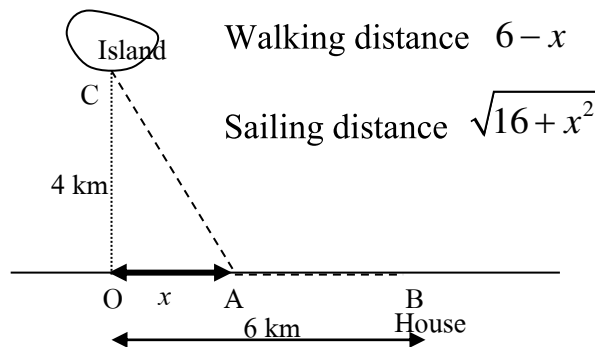 Island
Walking distance 6 − x
C
Sailing distance √16 + x²
4 km
O x A B
House
6 km